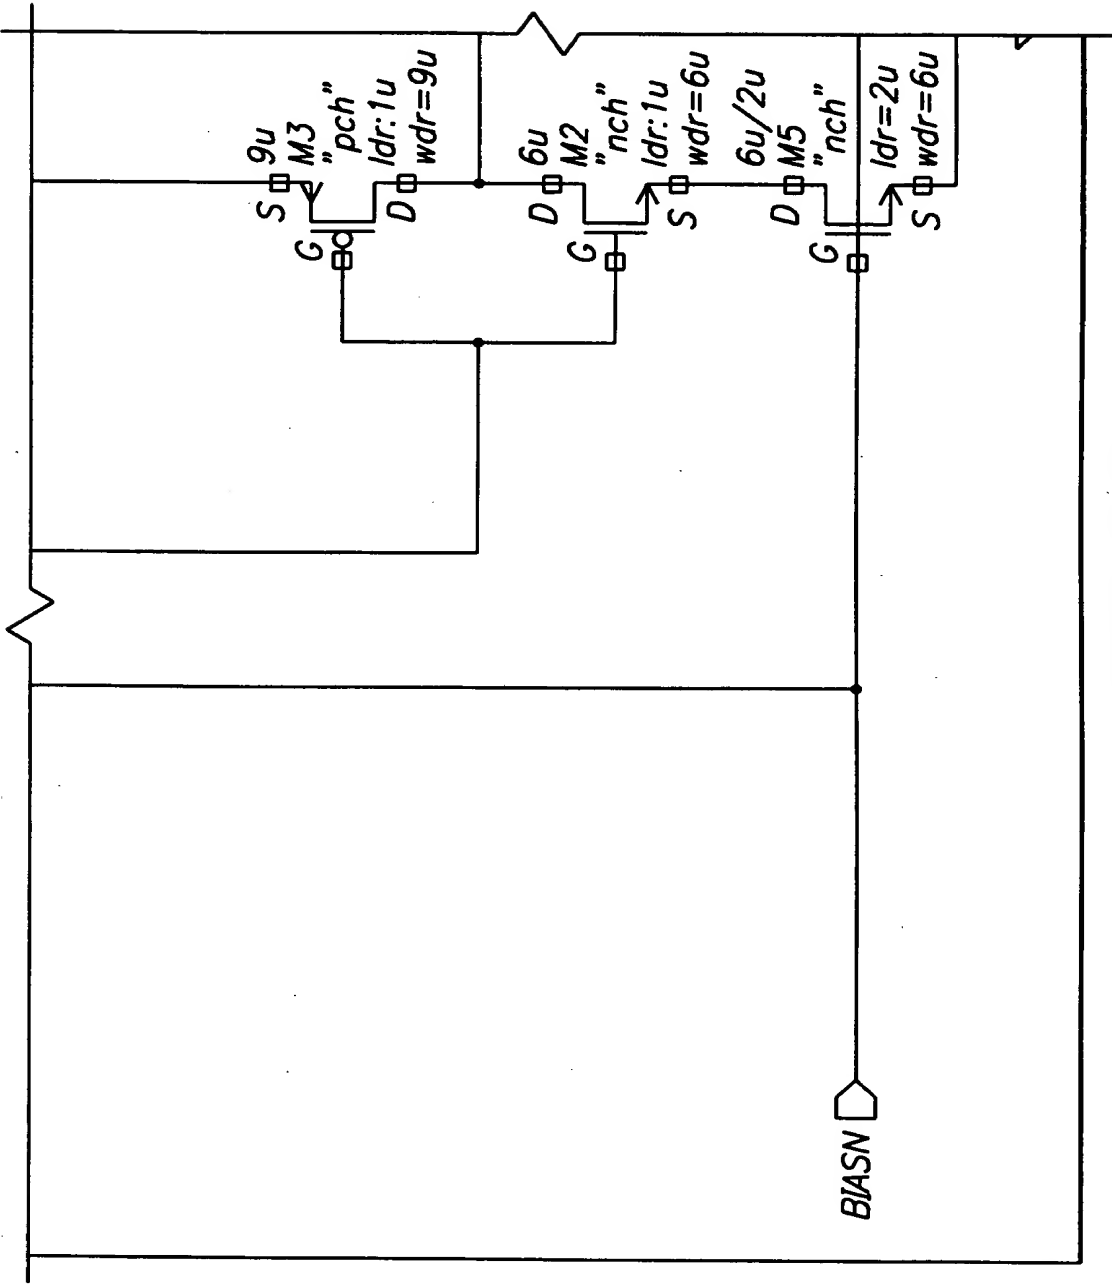 9u
M3
"pch"
ldr:1u
wdr=9u
S
G
D
6u
M2
"nch"
ldr:1u
wdr=6u
D
G
S
6u/2u
M5
"nch"
ldr=2u
wdr=6u
D
G
S
BIASN